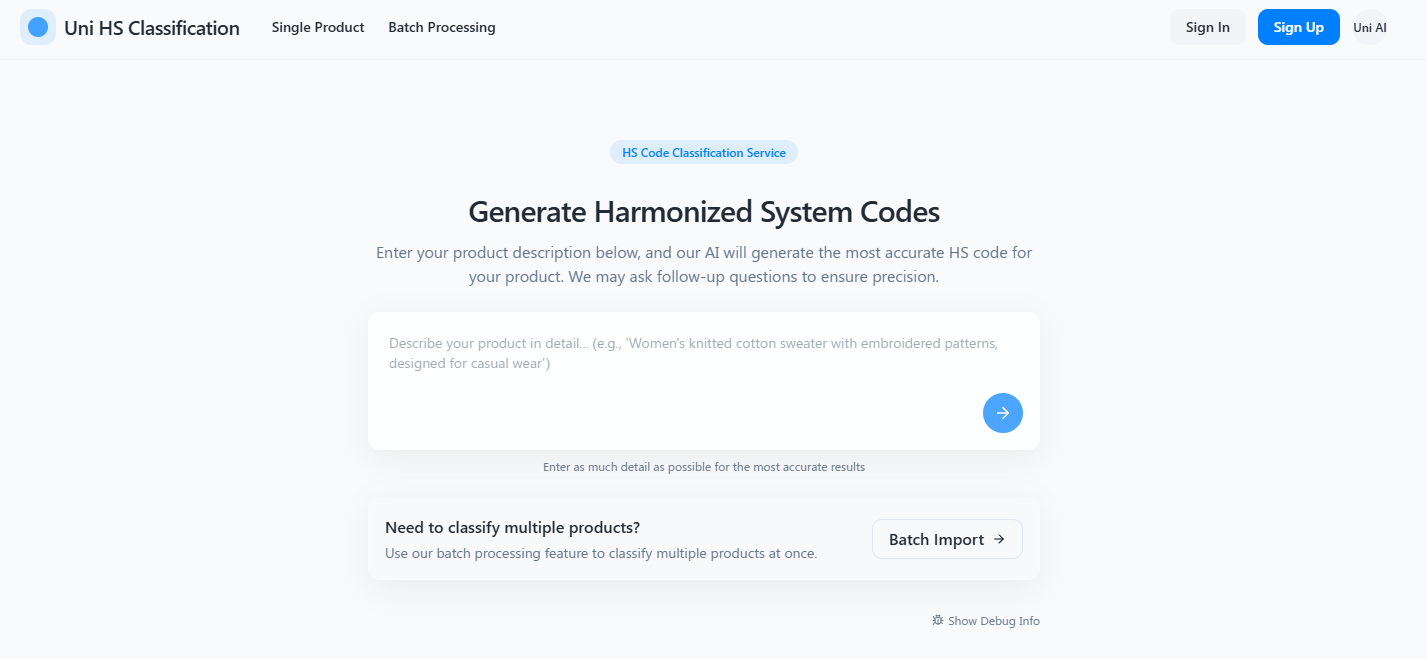 Uni HS Classification
Single Product
Batch Processing
Sign In
Sign Up
Uni AI
HS Code Classification Service
Generate Harmonized System Codes
Enter your product description below, and our AI will generate the most accurate HS code for
your product. We may ask follow-up questions to ensure precision.
Describe your product in detail... (e.g., 'Women's knitted cotton sweater with embroidered patterns,
designed for casual wear')
Enter as much detail as possible for the most accurate results
Need to classify multiple products?
Use our batch processing feature to classify multiple products at once.
Batch Import
Show Debug Info